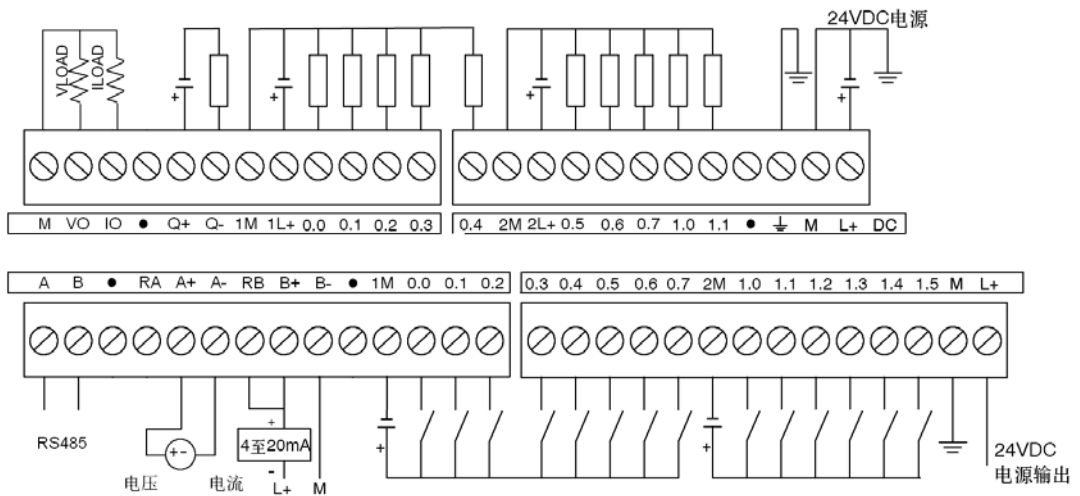 24VDC电源
VLOAD
ILOAD
+ + + +
M VO IO ● Q+ Q- 1M 1L+ 0.0 0.1 0.2 0.3
0.4 2M 2L+ 0.5 0.6 0.7 1.0 1.1 ● ⏚ M L+ DC
A B ● RA A+ A- RB B+ B- ● 1M 0.0 0.1 0.2
0.3 0.4 0.5 0.6 0.7 2M 1.0 1.1 1.2 1.3 1.4 1.5 M L+
RS485
+-
电压
电流
+
4至20mA
-
L+ M
+ +
24VDC
电源输出